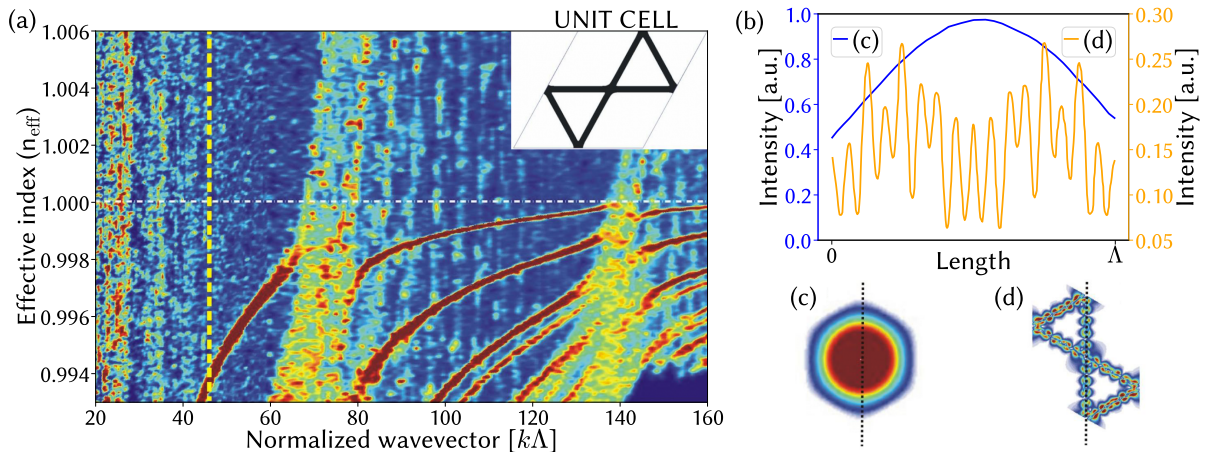 (a)
UNIT CELL
Effective index (n_eff)
1.006
1.004
1.002
1.000
0.998
0.996
0.994
20 40 60 80 100 120 140 160
Normalized wavevector [kΛ]
(b)
Intensity [a.u.]
1.0
0.8
0.6
0.4
0.2
0.0
(c)
(d)
0.30
0.25
0.20
0.15
0.10
0.05
Intensity [a.u.]
0 Λ
Length
(c)
(d)